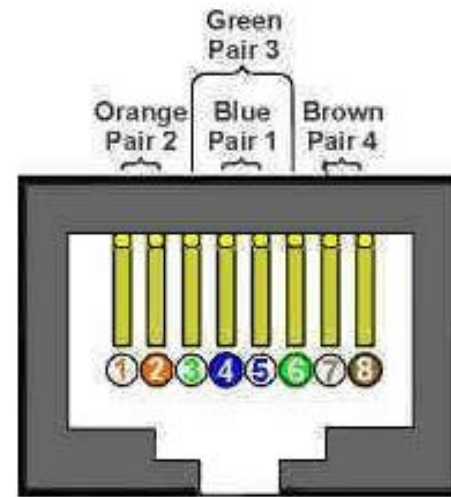 Green
Pair 3
Orange Blue Brown
Pair 2 Pair 1 Pair 4
1 2 3 4 5 6 7 8